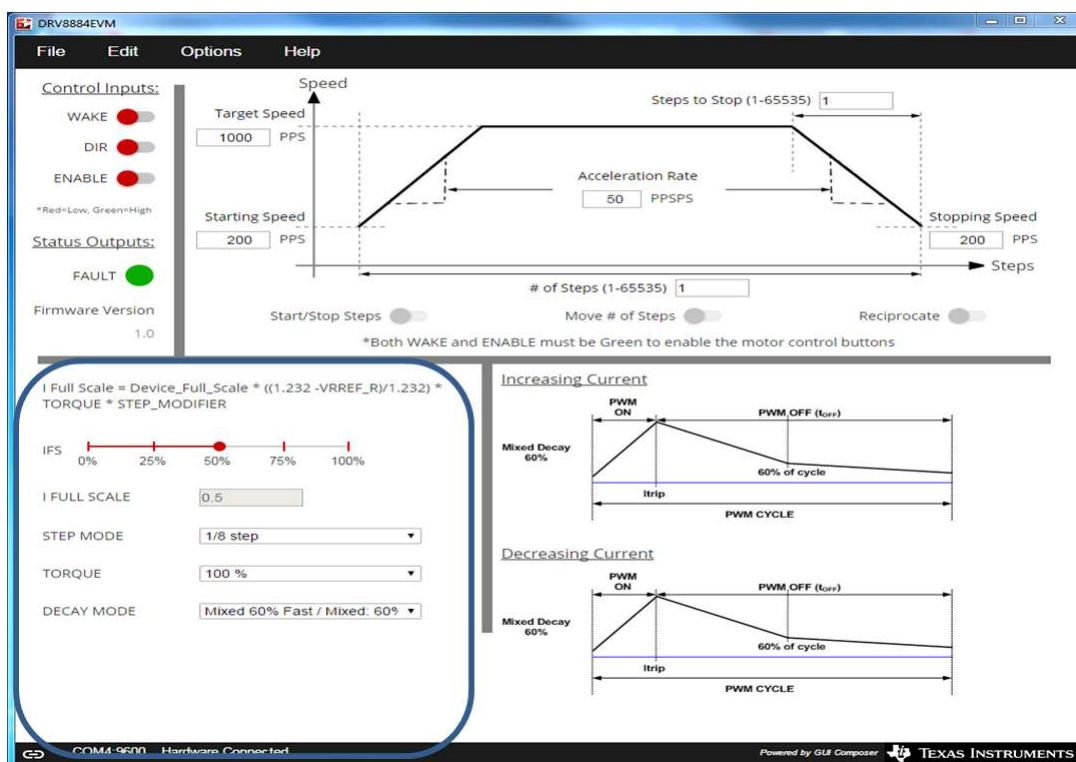 DRV8884EVM
File Edit Options Help
Control Inputs:
WAKE
DIR
ENABLE
*Red=Low, Green=High
Status Outputs:
FAULT
Firmware Version
1.0
Speed
Target Speed
1000 PPS
Steps to Stop (1-65535) 1
Acceleration Rate
50 PPSPS
Starting Speed
200 PPS
Stopping Speed
200 PPS
Steps
# of Steps (1-65535) 1
Start/Stop Steps Move # of Steps Reciprocate
*Both WAKE and ENABLE must be Green to enable the motor control buttons
I Full Scale = Device_Full_Scale * ((1.232 -VRREF_R)/1.232) *
TORQUE * STEP_MODIFIER
IFS
0% 25% 50% 75% 100%
I FULL SCALE 0.5
STEP MODE 1/8 step
TORQUE 100 %
DECAY MODE Mixed 60% Fast / Mixed: 60%
Increasing Current
PWM
ON
PWM OFF (tOFF)
Mixed Decay
60%
60% of cycle
Itrip
PWM CYCLE
Decreasing Current
PWM
ON
PWM OFF (tOFF)
Mixed Decay
60%
60% of cycle
Itrip
PWM CYCLE
COM4:9600 Hardware Connected
Powered by GUI Composer TEXAS INSTRUMENTS